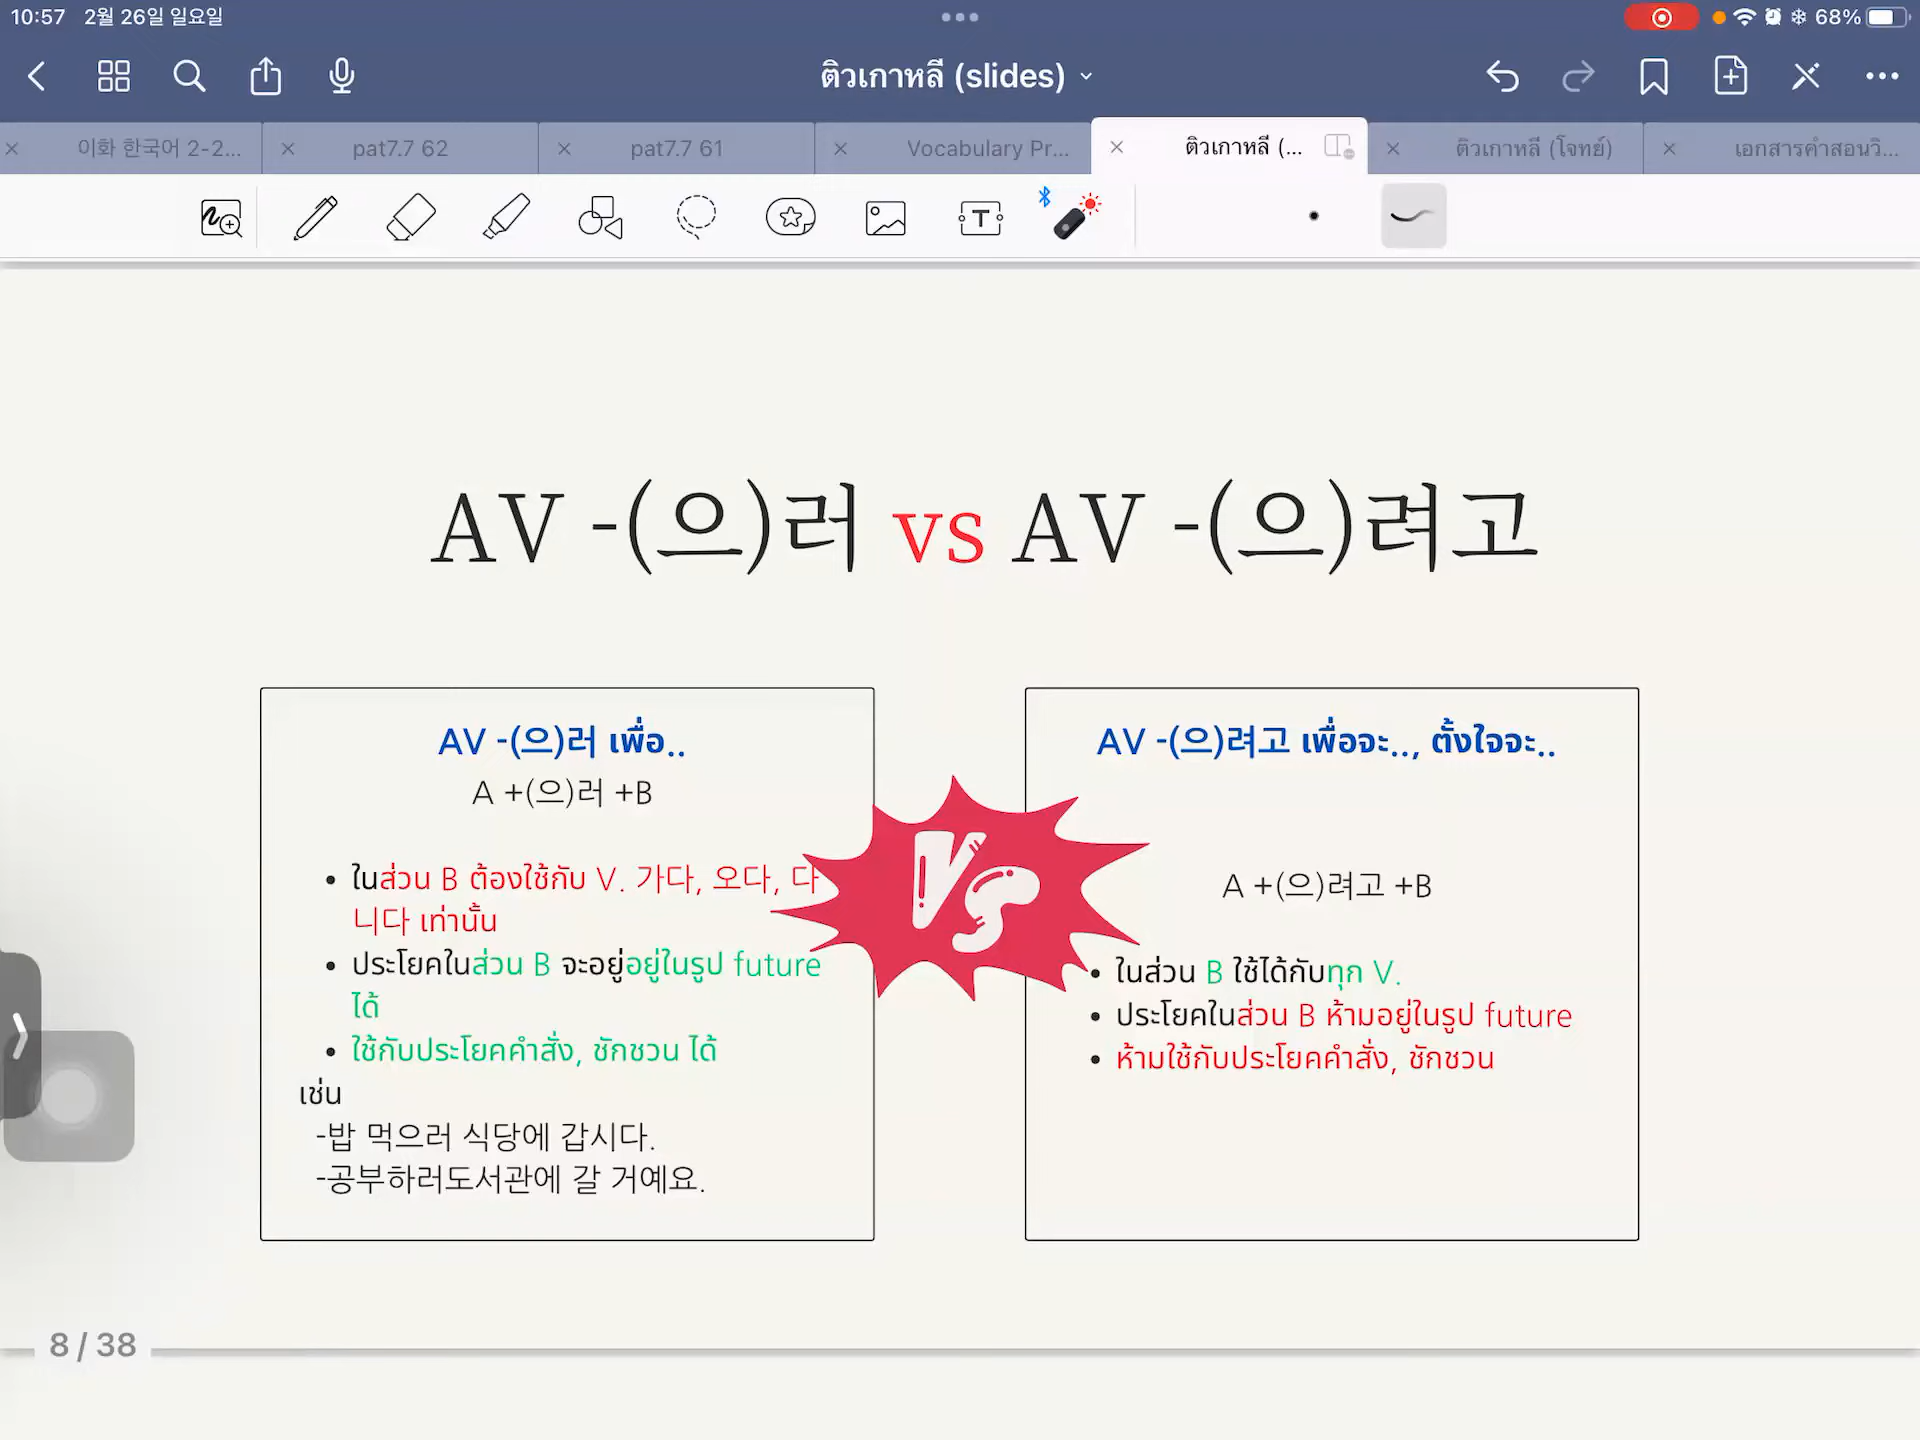 10:57 2월 26일 일요일
68%
ติวเกาหลี (slides)
이화 한국어 2-2...
pat7.7 62
pat7.7 61
Vocabulary Pr...
ติวเกาหลี (...
ติวเกาหลี (โจทย์)
เอกสารคำสอนวิ...
T
AV -(으)러 vs AV -(으)려고
AV -(으)러 เพื่อ..
A +(으)러 +B
• ในส่วน B ต้องใช้กับ V. 가다, 오다, 다
니다 เท่านั้น
• ประโยคในส่วน B จะอยู่อยู่ในรูป future
ได้
• ใช้กับประโยคคำสั่ง, ชักชวน ได้
เช่น
-밥 먹으러 식당에 갑시다.
-공부하러도서관에 갈 거예요.
VS
AV -(으)려고 เพื่อจะ.., ตั้งใจจะ..
A +(으)려고 +B
• ในส่วน B ใช้ได้กับทุก V.
• ประโยคในส่วน B ห้ามอยู่ในรูป future
• ห้ามใช้กับประโยคคำสั่ง, ชักชวน
8 / 38